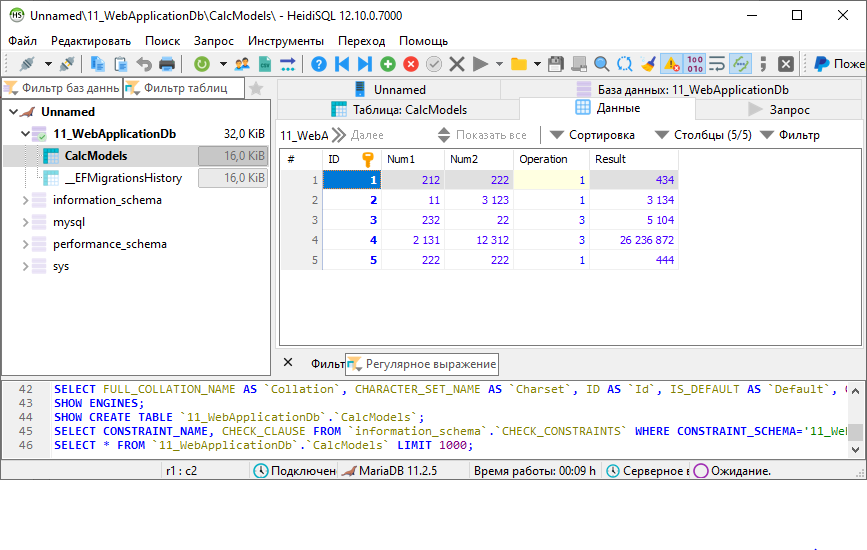 Unnamed\11_WebApplicationDb\CalcModels\ - HeidiSQL 12.10.0.7000
Файл Редактировать Поиск Запрос Инструменты Переход Помощь
Поже
Фильтр баз данн Фильтр таблиц
Unnamed База данных: 11_WebApplicationDb
Таблица: CalcModels Данные Запрос
Unnamed
11_WebApplicationDb 32,0 KiB
CalcModels 16,0 KiB
__EFMigrationsHistory 16,0 KiB
information_schema
mysql
performance_schema
sys
11_WebA Далее Показать все Сортировка Столбцы (5/5) Фильтр
# ID Num1 Num2 Operation Result
1 1 212 222 1 434
2 2 11 3 123 1 3 134
3 3 232 22 3 5 104
4 4 2 131 12 312 3 26 236 872
5 5 222 222 1 444
Фильт Регулярное выражение
42 SELECT FULL_COLLATION_NAME AS `Collation`, CHARACTER_SET_NAME AS `Charset`, ID AS `Id`, IS_DEFAULT AS `Default`,
43 SHOW ENGINES;
44 SHOW CREATE TABLE `11_WebApplicationDb`.`CalcModels`;
45 SELECT CONSTRAINT_NAME, CHECK_CLAUSE FROM `information_schema`.`CHECK_CONSTRAINTS` WHERE CONSTRAINT_SCHEMA='11_We
46 SELECT * FROM `11_WebApplicationDb`.`CalcModels` LIMIT 1000;
r1 : c2 Подключен MariaDB 11.2.5 Время работы: 00:09 h Серверное в Ожидание.